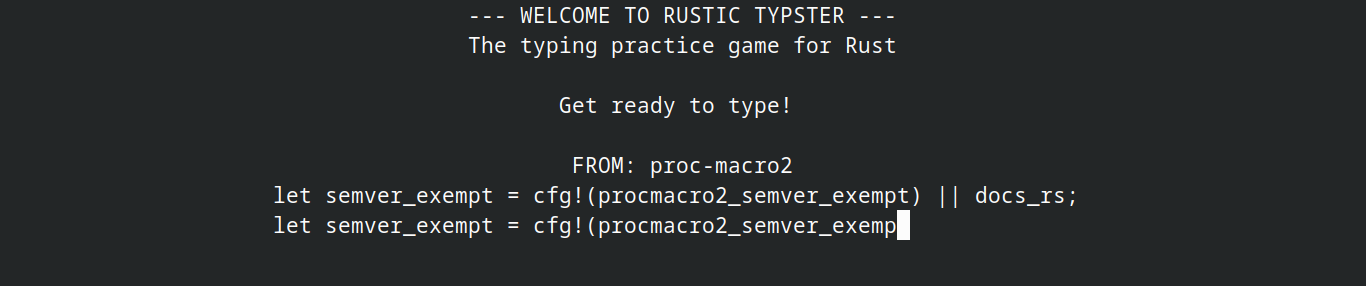 --- WELCOME TO RUSTIC TYPSTER ---
The typing practice game for Rust
Get ready to type!
FROM: proc-macro2
let semver_exempt = cfg!(procmacro2_semver_exempt) || docs_rs;
let semver_exempt = cfg!(procmacro2_semver_exemp